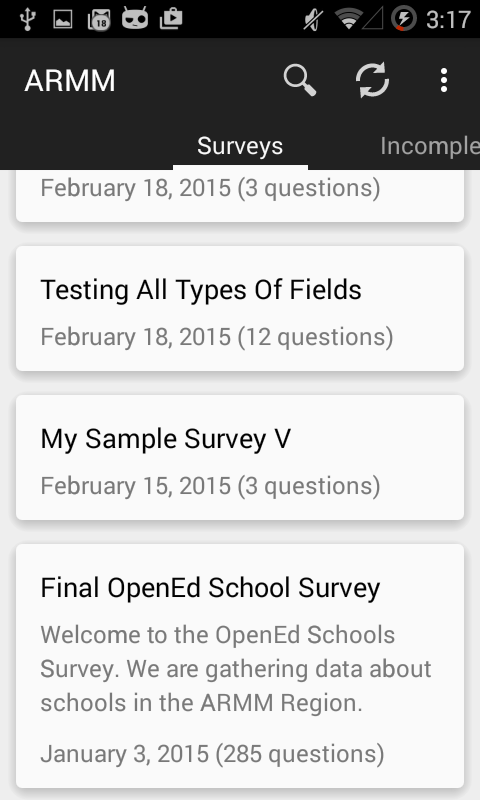 18
3:17
ARMM
Surveys
Incomple
February 18, 2015 (3 questions)
Testing All Types Of Fields
February 18, 2015 (12 questions)
My Sample Survey V
February 15, 2015 (3 questions)
Final OpenEd School Survey
Welcome to the OpenEd Schools
Survey. We are gathering data about
schools in the ARMM Region.
January 3, 2015 (285 questions)